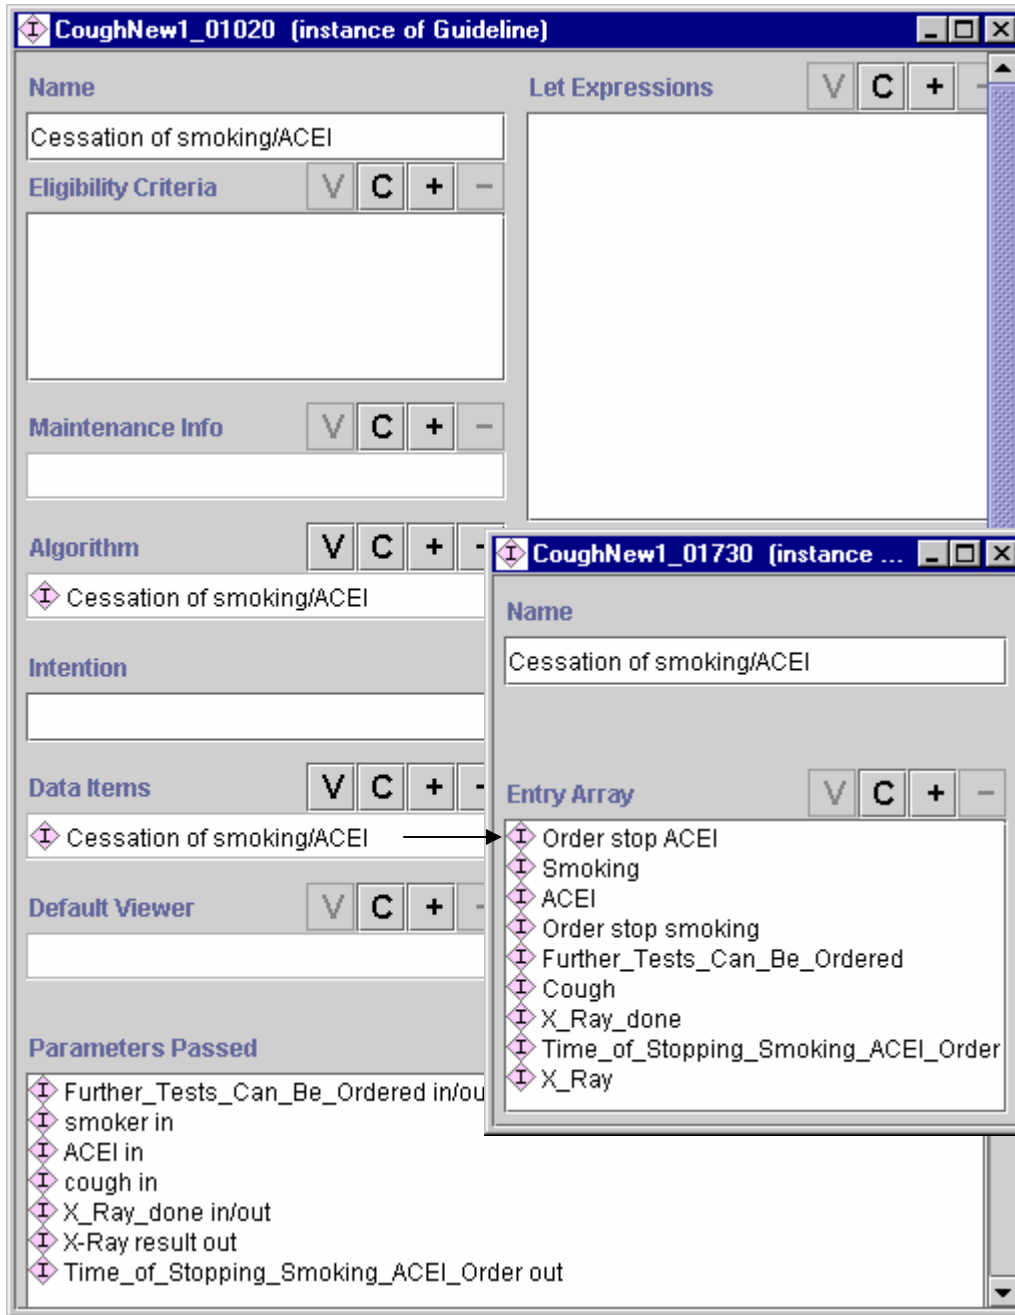 CoughNew1_01020 (instance of Guideline)
Name
Cessation of smoking/ACEI
Eligibility Criteria V C + −
Maintenance Info V C + −
Algorithm V C + -
Cessation of smoking/ACEI
Intention
Data Items V C + -
Cessation of smoking/ACEI
Default Viewer V C + -
Parameters Passed
Further_Tests_Can_Be_Ordered in/ou
smoker in
ACEI in
cough in
X_Ray_done in/out
X-Ray result out
Time_of_Stopping_Smoking_ACEI_Order out
Let Expressions V C + −
CoughNew1_01730 (instance ...
Name
Cessation of smoking/ACEI
Entry Array V C + −
Order stop ACEI
Smoking
ACEI
Order stop smoking
Further_Tests_Can_Be_Ordered
Cough
X_Ray_done
Time_of_Stopping_Smoking_ACEI_Order
X_Ray